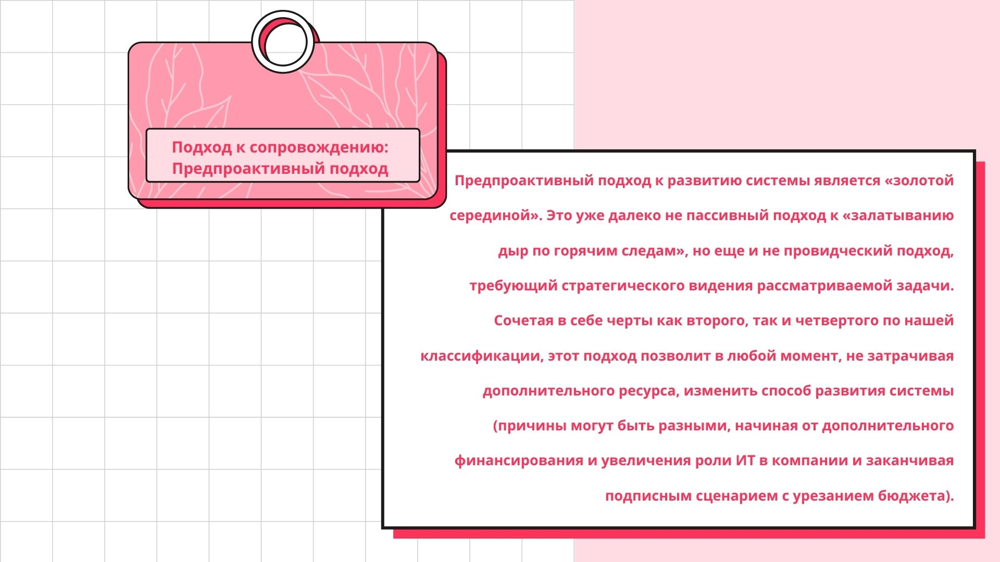 Подход к сопровождению:
Предпроактивный подход
Предпроактивный подход к развитию системы является «золотой
серединой». Это уже далеко не пассивный подход к «залатыванию
дыр по горячим следам», но еще и не провидческий подход,
требующий стратегического видения рассматриваемой задачи.
Сочетая в себе черты как второго, так и четвертого по нашей
классификации, этот подход позволит в любой момент, не затрачивая
дополнительного ресурса, изменить способ развития системы
(причины могут быть разными, начиная от дополнительного
финансирования и увеличения роли ИТ в компании и заканчивая
подписным сценарием с урезанием бюджета).